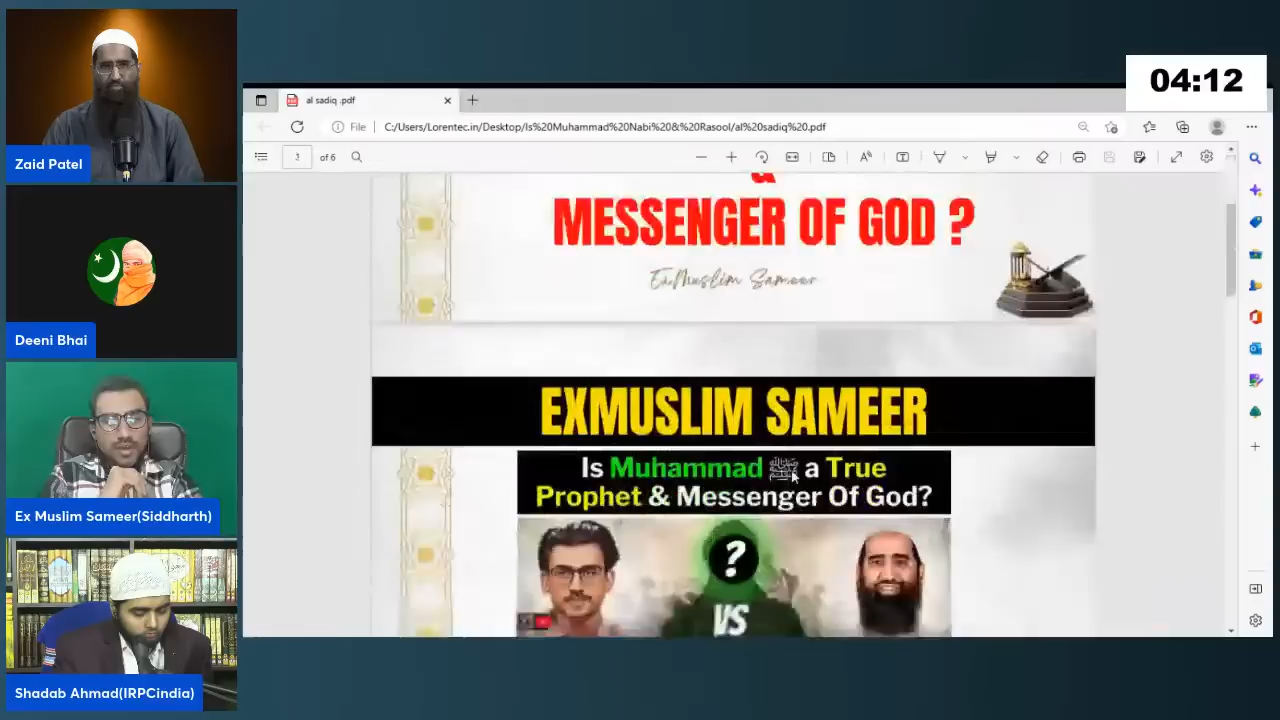 Zaid Patel
Deeni Bhai
Ex Muslim Sameer(Siddharth)
Shadab Ahmad(IRPCindia)
04:12
al sadiq .pdf
File
C:/Users/Lorentec.in/Desktop/Is%20Muhammad%20Nabi%20&%20Rasool/al%20sadiq%20.pdf
of 6
MESSENGER OF GOD ?
ExMuslim Sameer
EXMUSLIM SAMEER
Is Muhammad ﷺ a True
Prophet & Messenger Of God?
?
VS